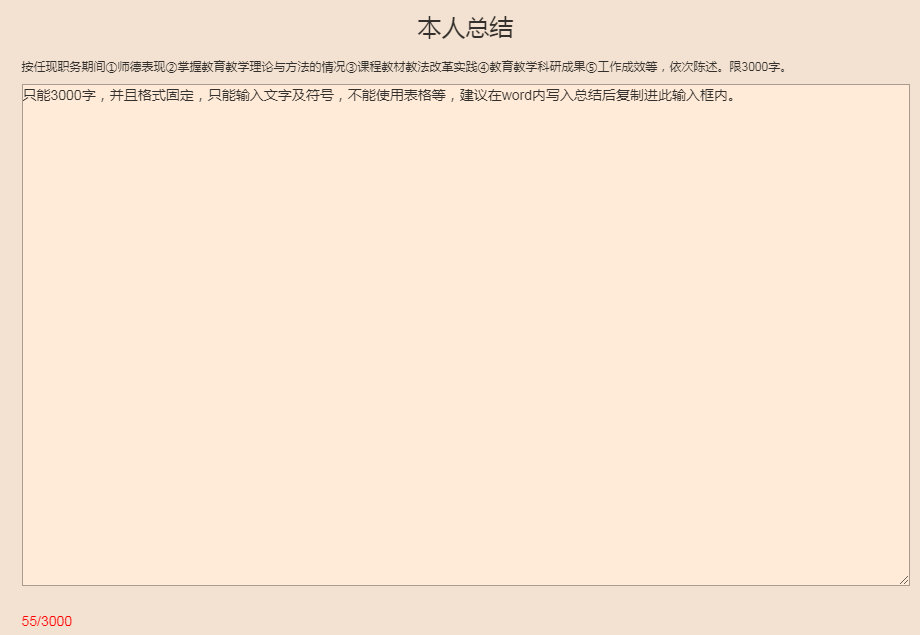 本人总结
按任现职务期间①师德表现②掌握教育教学理论与方法的情况③课程教材教法改革实践④教育教学科研成果⑤工作成效等，依次陈述。限3000字。
只能3000字，并且格式固定，只能输入文字及符号，不能使用表格等，建议在word内写入总结后复制进此输入框内。
55/3000